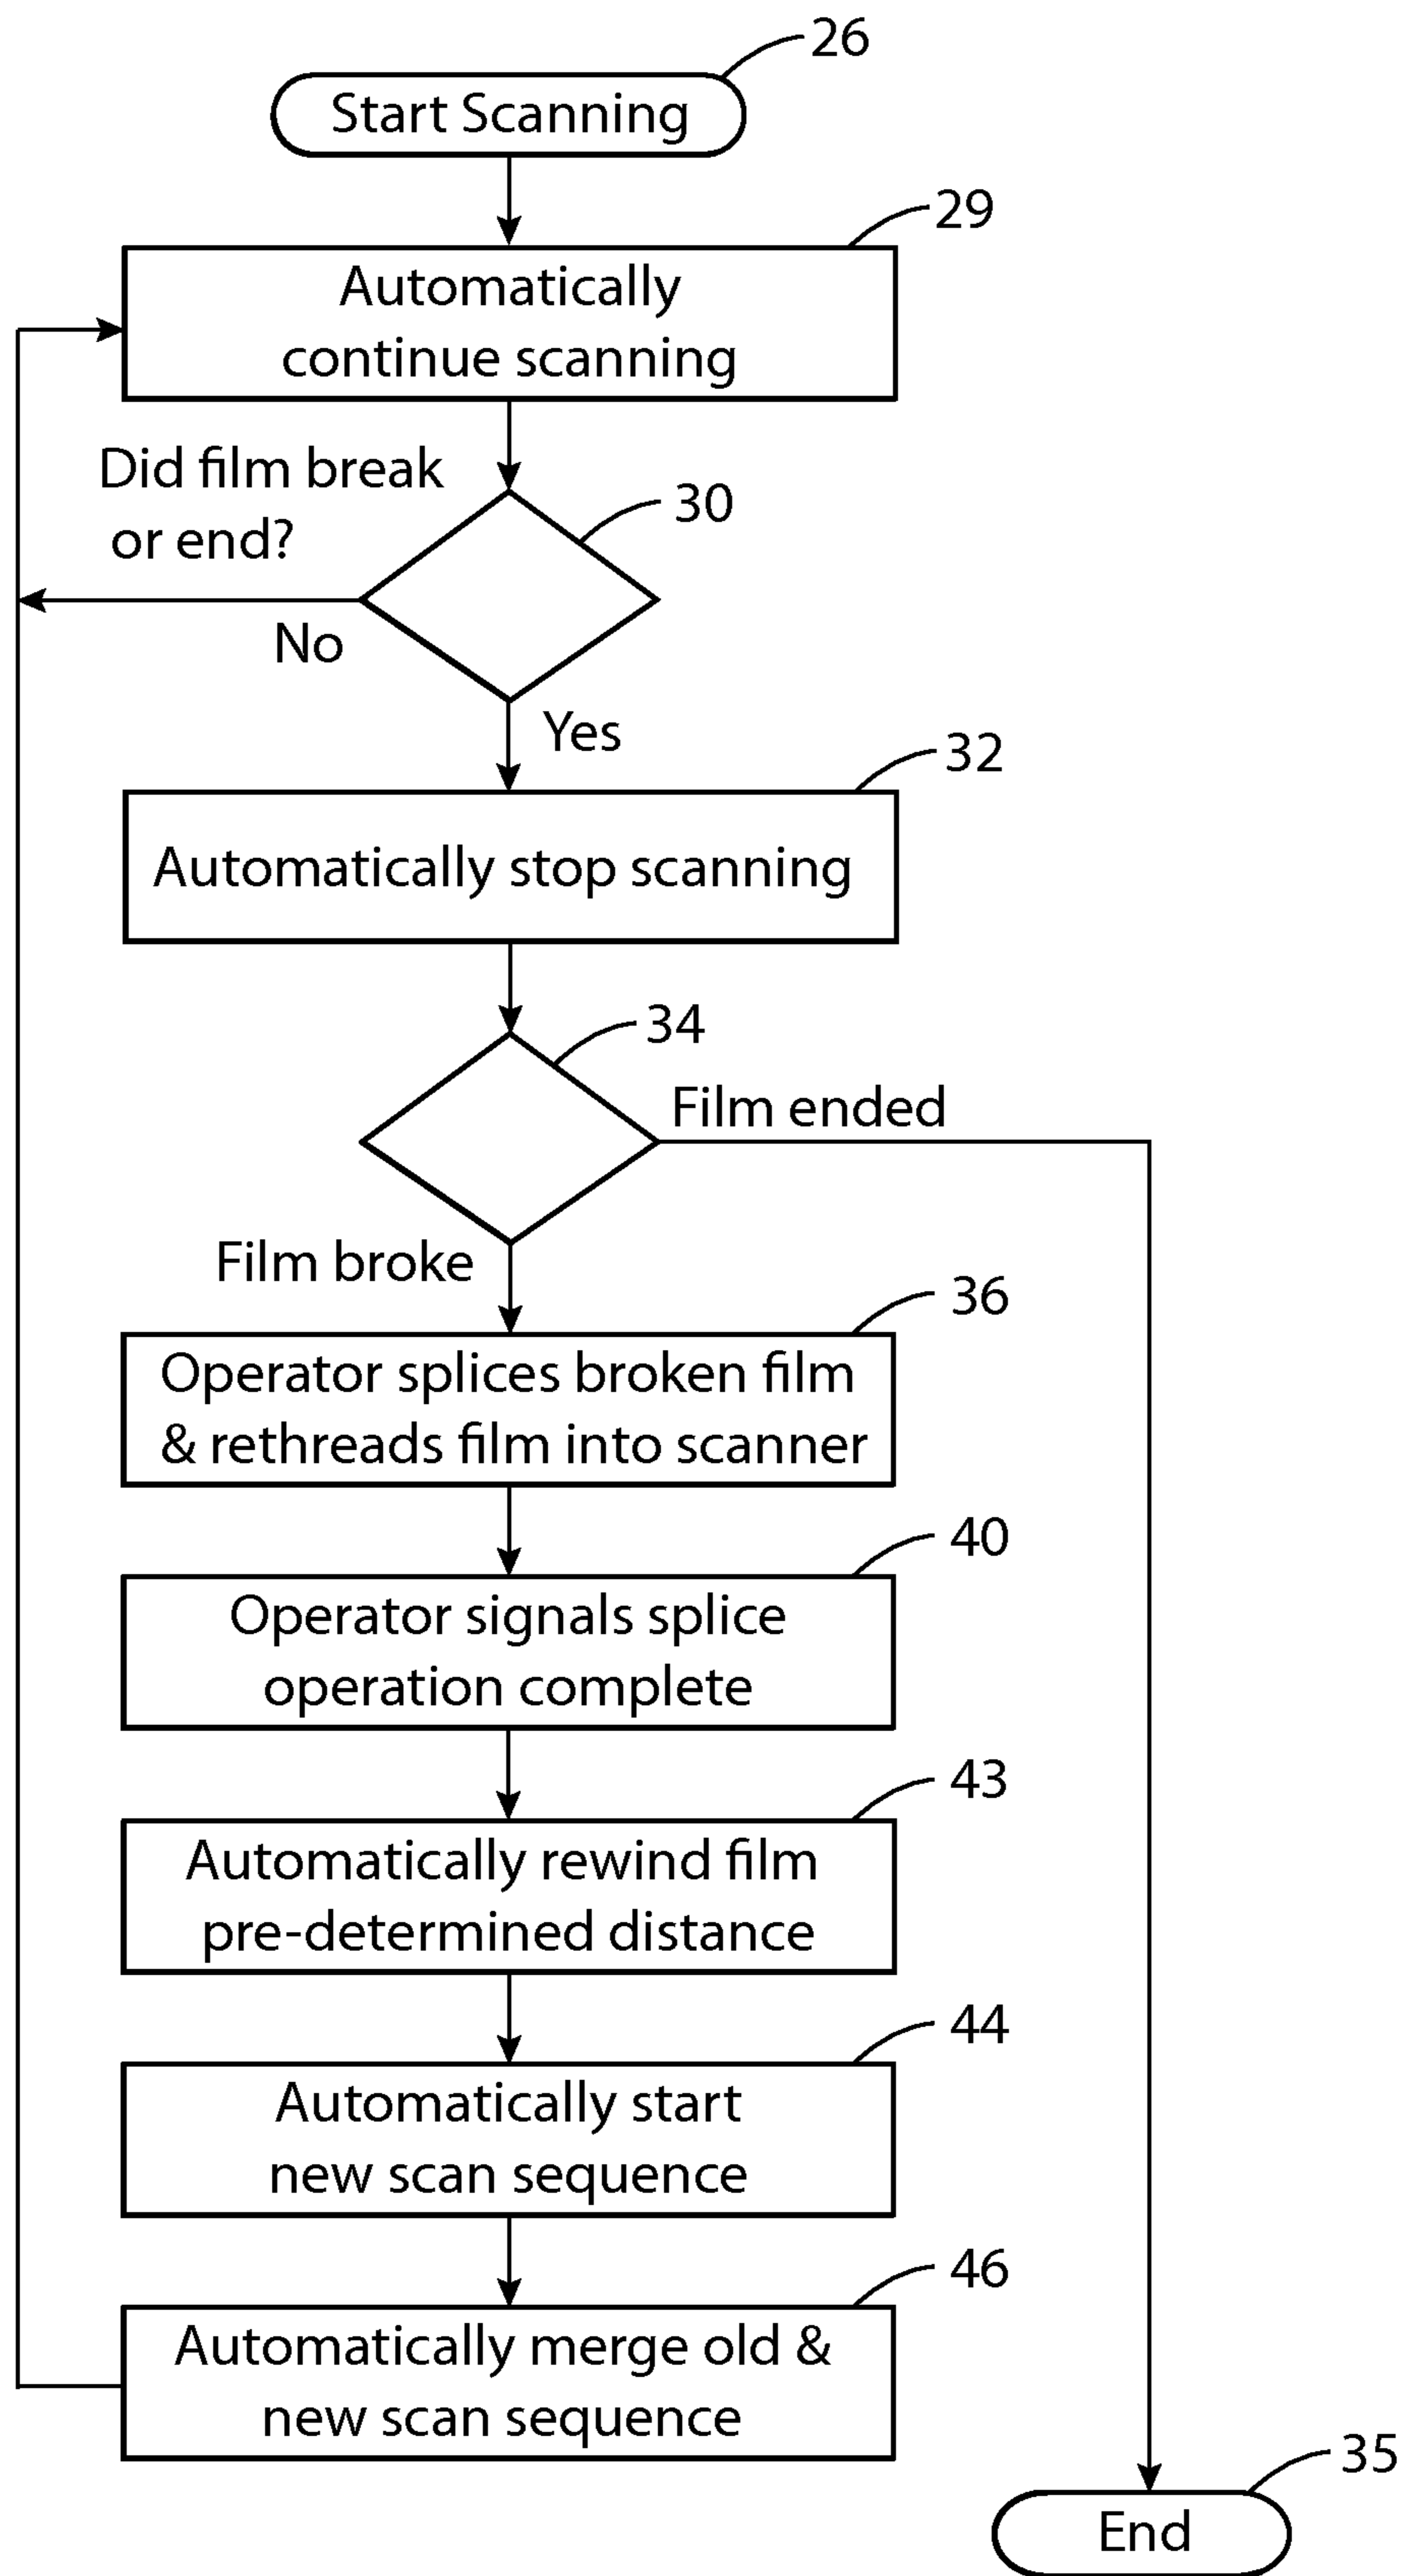 26
Start Scanning
29
Automatically
continue scanning
Did film break
or end?
30
No
Yes
32
Automatically stop scanning
34
Film ended
Film broke
36
Operator splices broken film
& rethreads film into scanner
40
Operator signals splice
operation complete
43
Automatically rewind film
pre-determined distance
44
Automatically start
new scan sequence
46
Automatically merge old &
new scan sequence
35
End